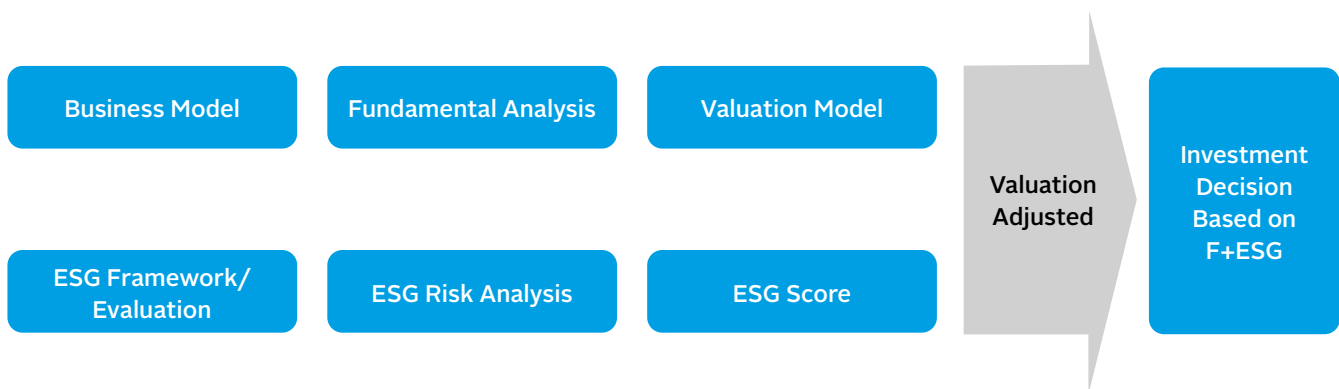 Business Model
Fundamental Analysis
Valuation Model
ESG Framework/
Evaluation
ESG Risk Analysis
ESG Score
Valuation
Adjusted
Investment
Decision
Based on
F+ESG